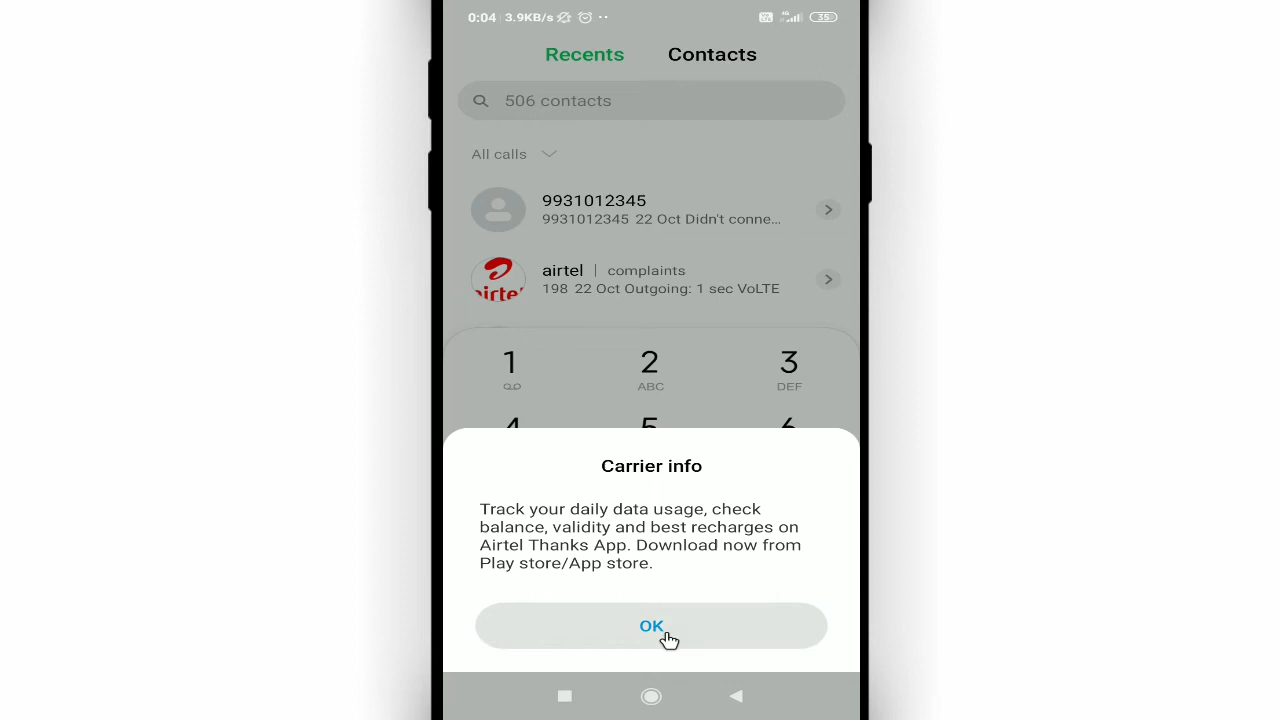 0:04 3.9KB/s 4G 35
Recents Contacts
506 contacts
All calls
9931012345
9931012345 22 Oct Didn't conne...
airtel | complaints
198 22 Oct Outgoing: 1 sec VoLTE
airtel
1 2 3
ABC DEF
4 5 6
Carrier info
Track your daily data usage, check
balance, validity and best recharges on
Airtel Thanks App. Download now from
Play store/App store.
OK